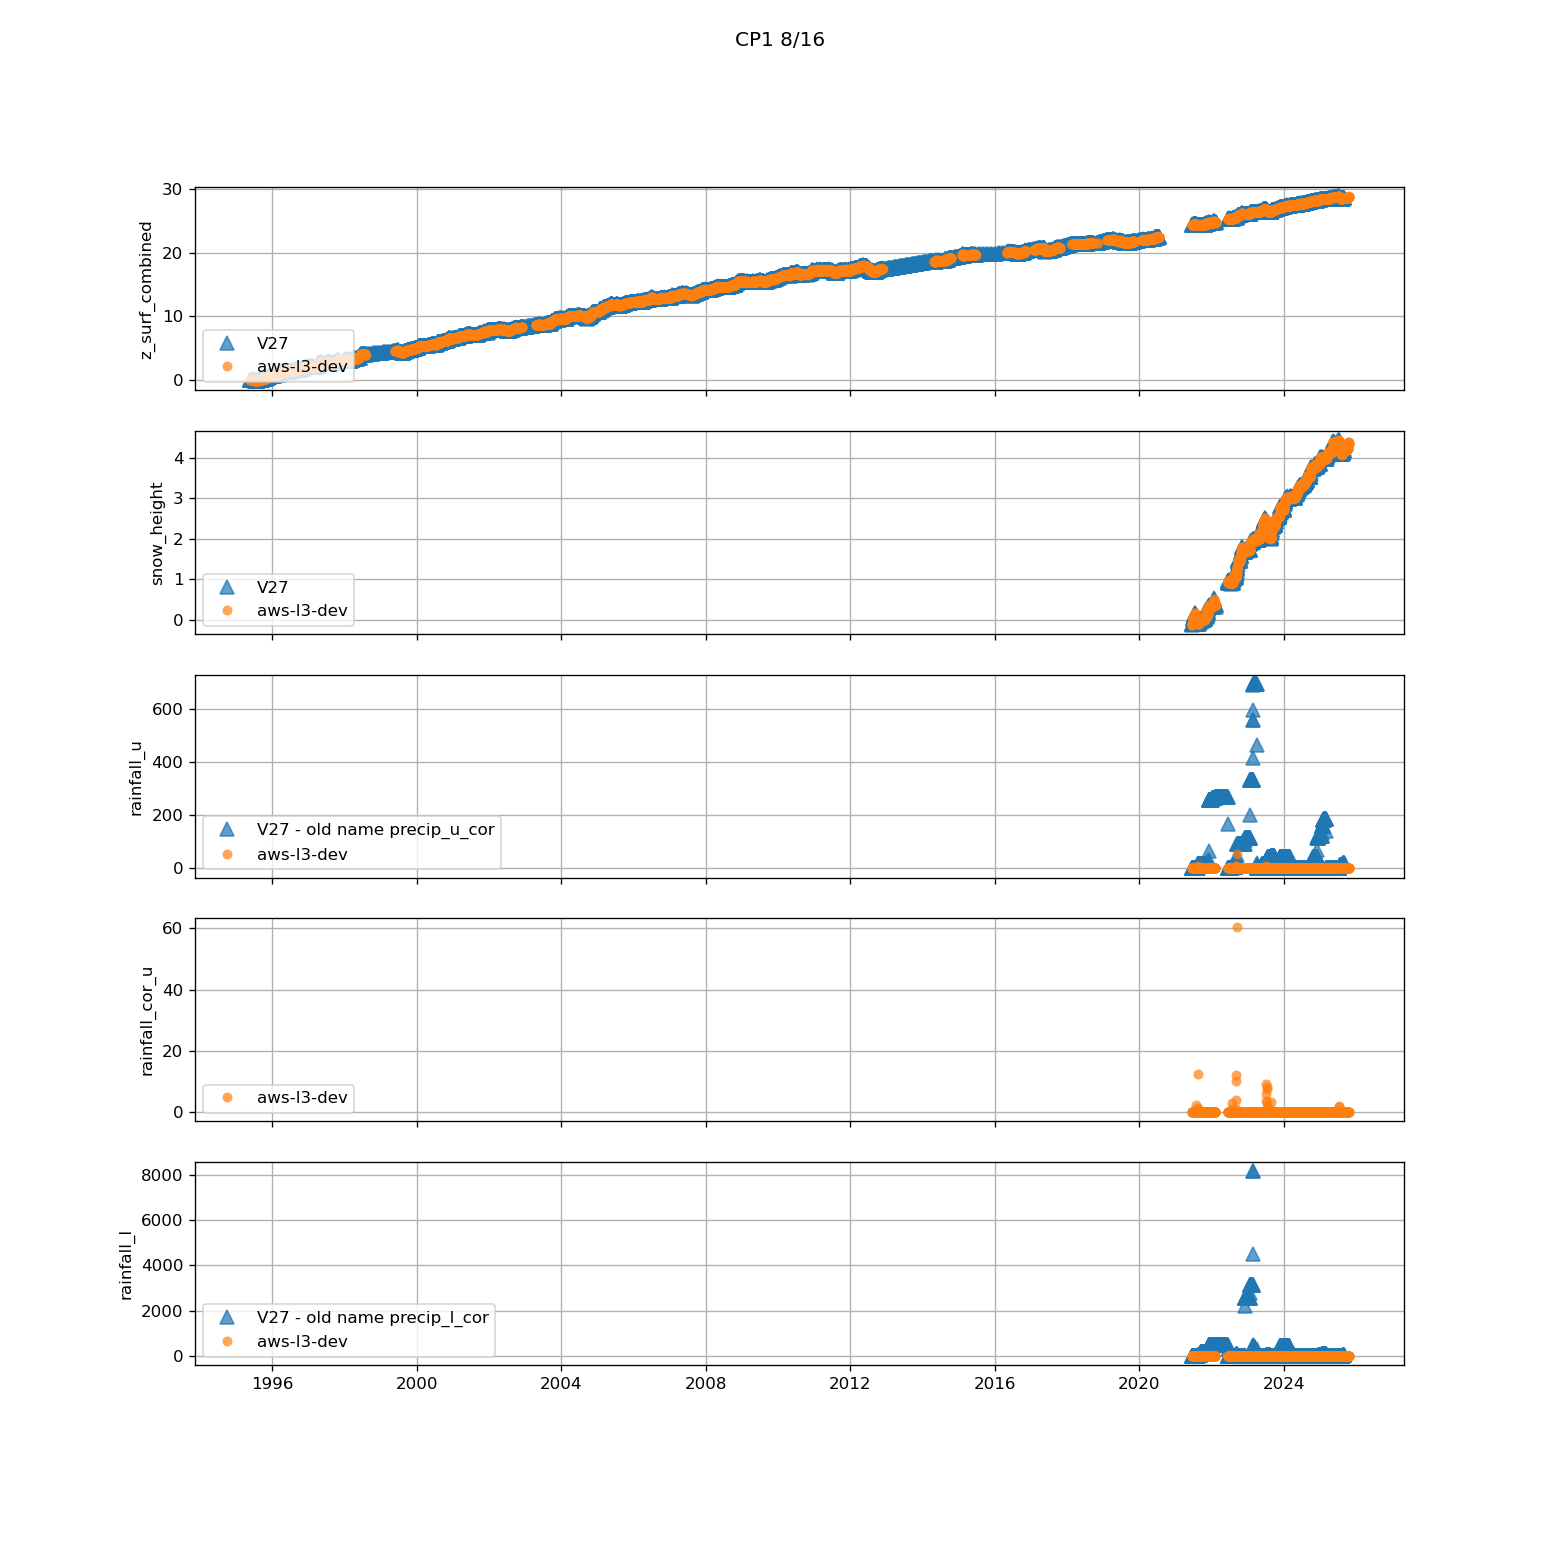 CP1 8/16
30
20
10
0
z_surf_combined
V27
aws-l3-dev
4
3
2
1
0
snow_height
V27
aws-l3-dev
600
400
200
0
rainfall_u
V27 - old name precip_u_cor
aws-l3-dev
60
40
20
0
rainfall_cor_u
aws-l3-dev
8000
6000
4000
2000
0
rainfall_l
V27 - old name precip_l_cor
aws-l3-dev
1996 2000 2004 2008 2012 2016 2020 2024